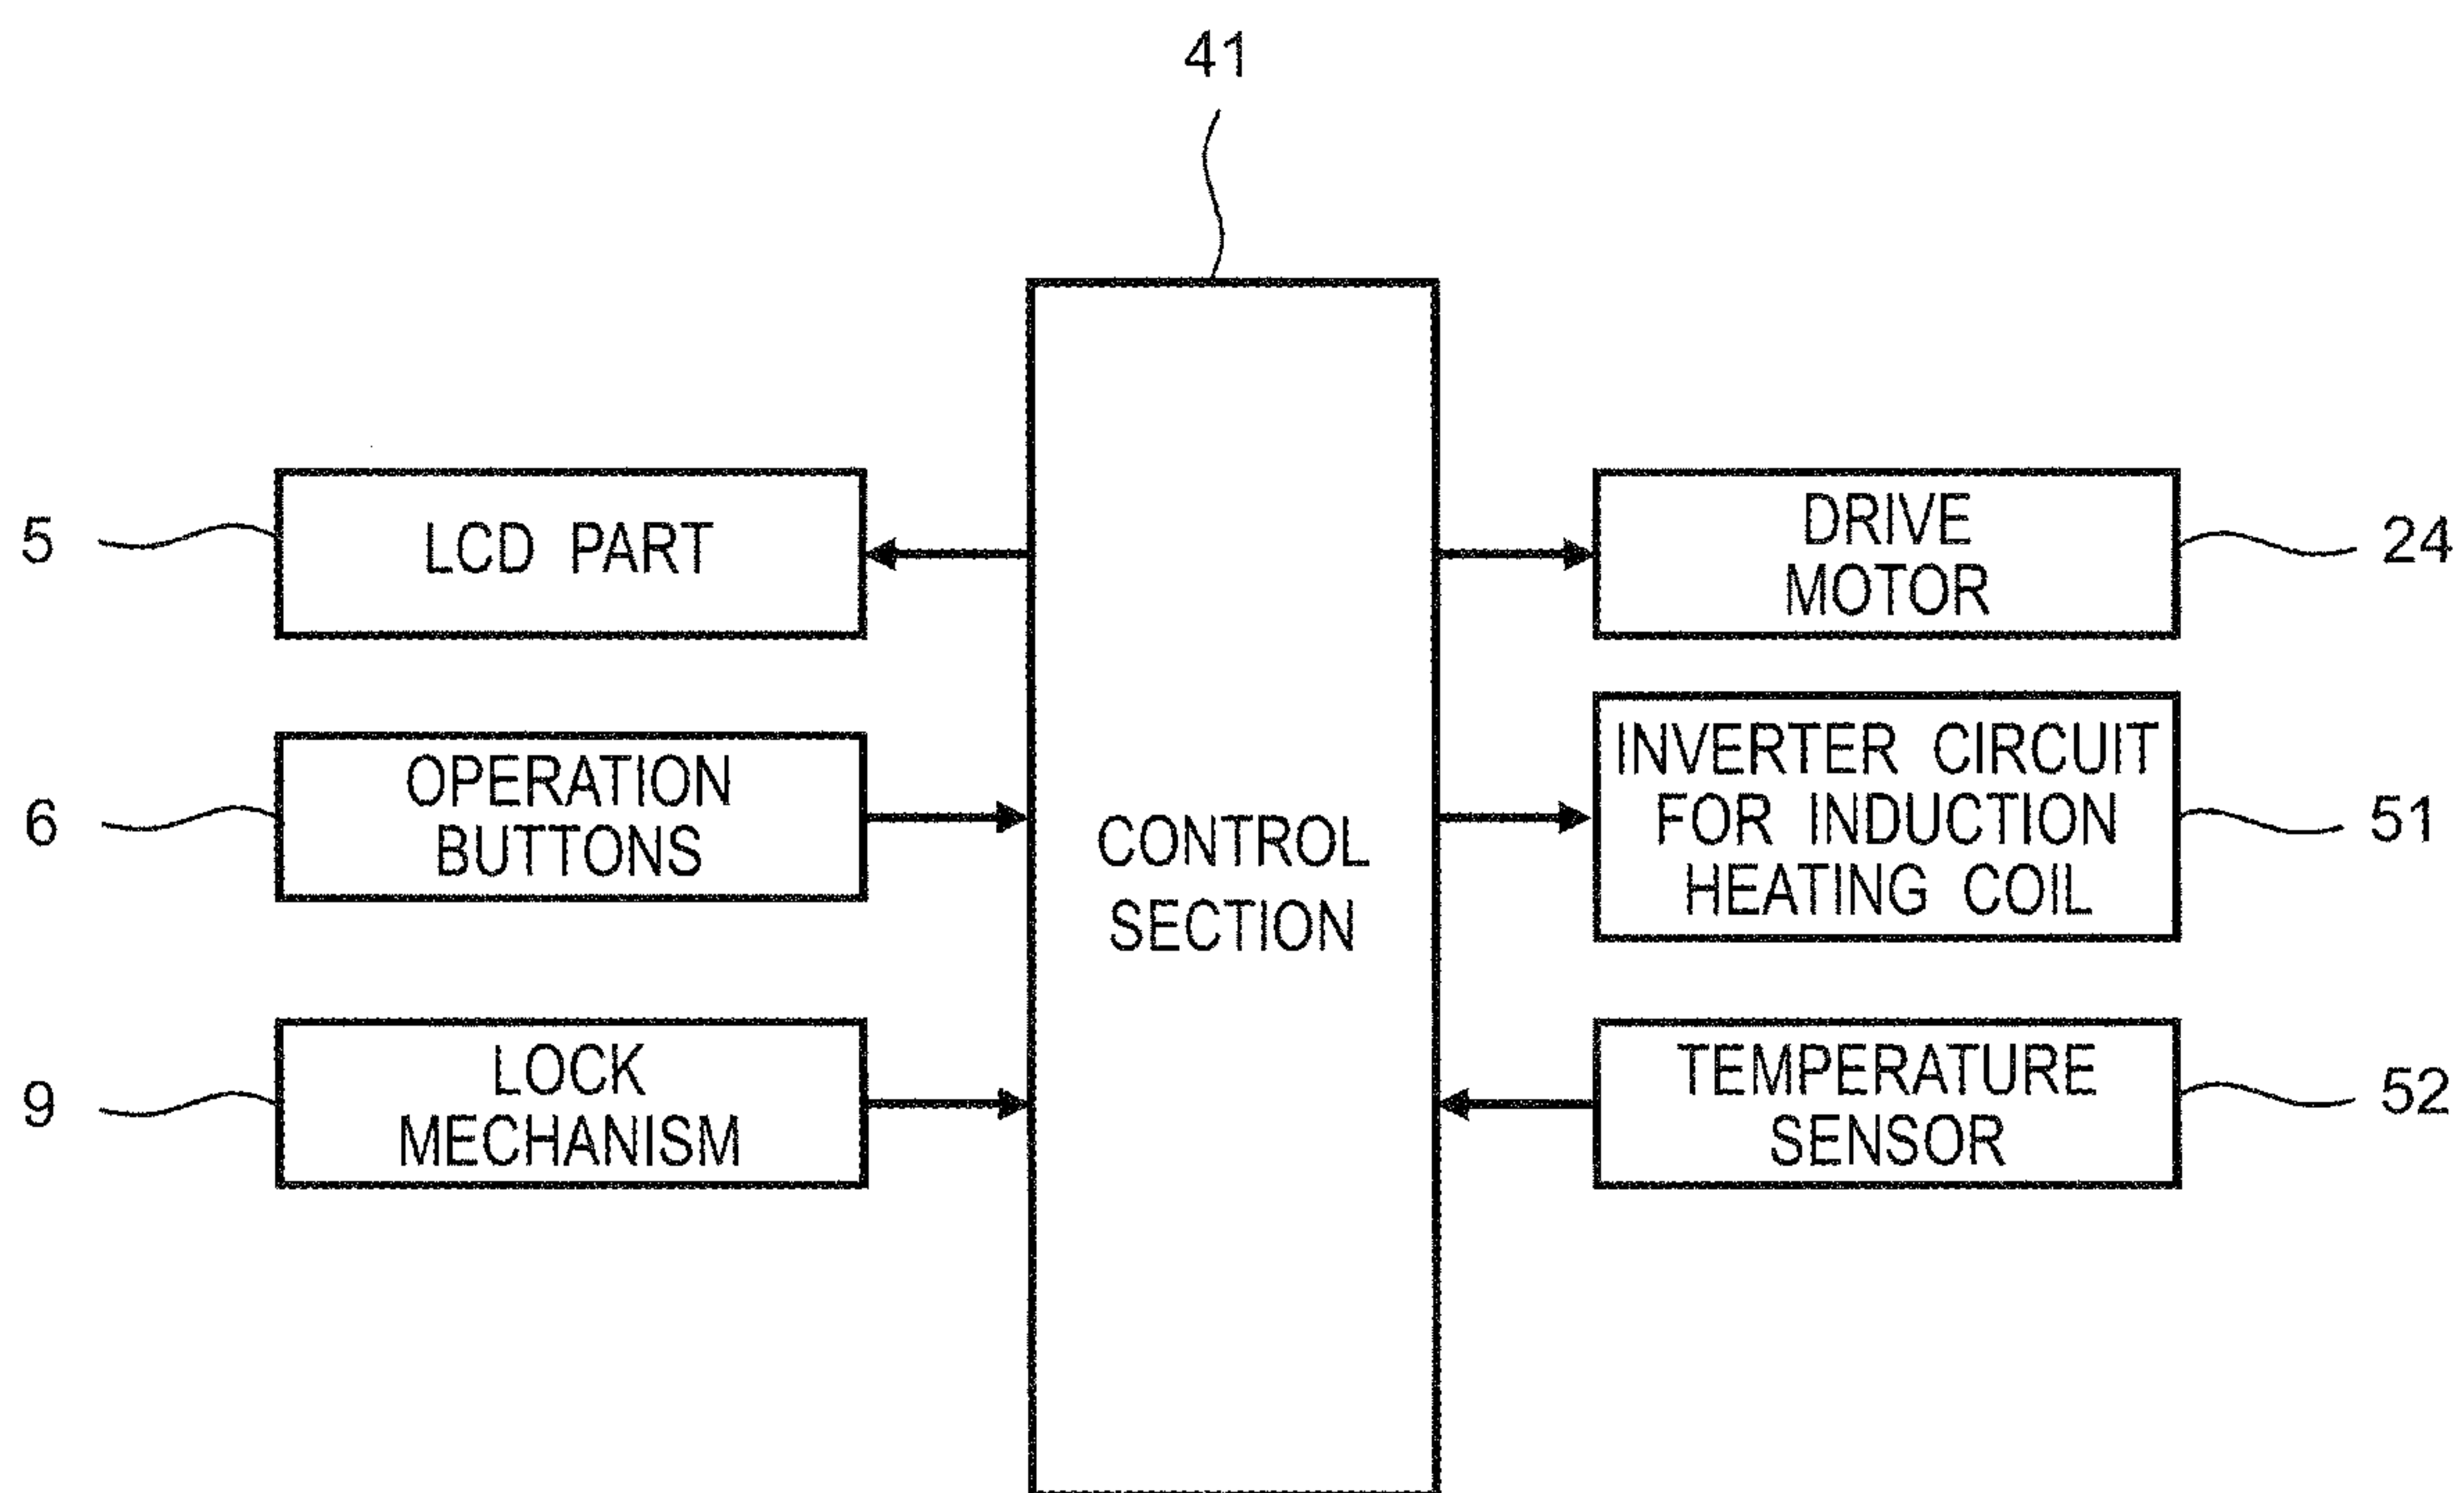 41
5
LCD PART
6
OPERATION
BUTTONS
9
LOCK
MECHANISM
CONTROL
SECTION
DRIVE
MOTOR
24
INVERTER CIRCUIT
FOR INDUCTION
HEATING COIL
51
TEMPERATURE
SENSOR
52